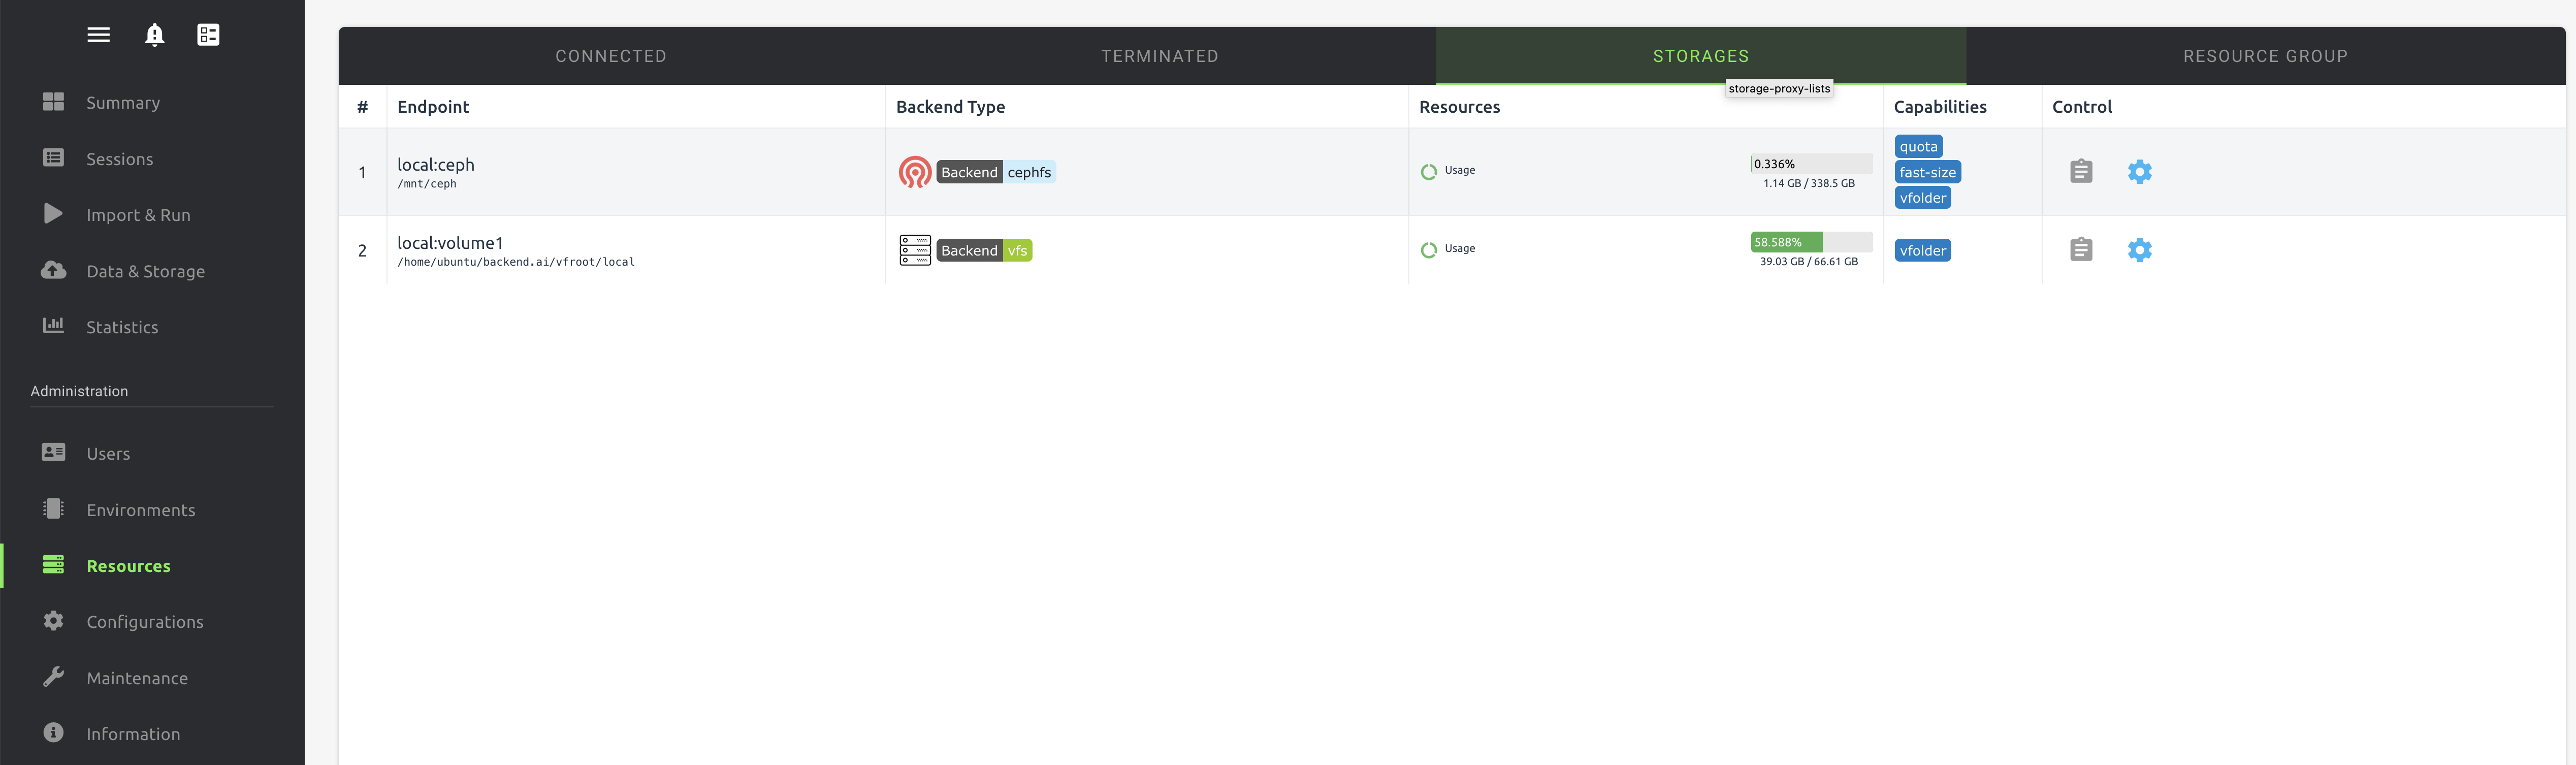 Summary
Sessions
Import & Run
Data & Storage
Statistics
Administration
Users
Environments
Resources
Configurations
Maintenance
Information
CONNECTED TERMINATED STORAGES RESOURCE GROUP
storage-proxy-lists
# Endpoint Backend Type Resources Capabilities Control
1 local:ceph
/mnt/ceph
Backend cephfs
Usage
0.336%
1.14 GB / 338.5 GB
quota
fast-size
vfolder
2 local:volume1
/home/ubuntu/backend.ai/vfroot/local
Backend vfs
Usage
58.588%
39.03 GB / 66.61 GB
vfolder